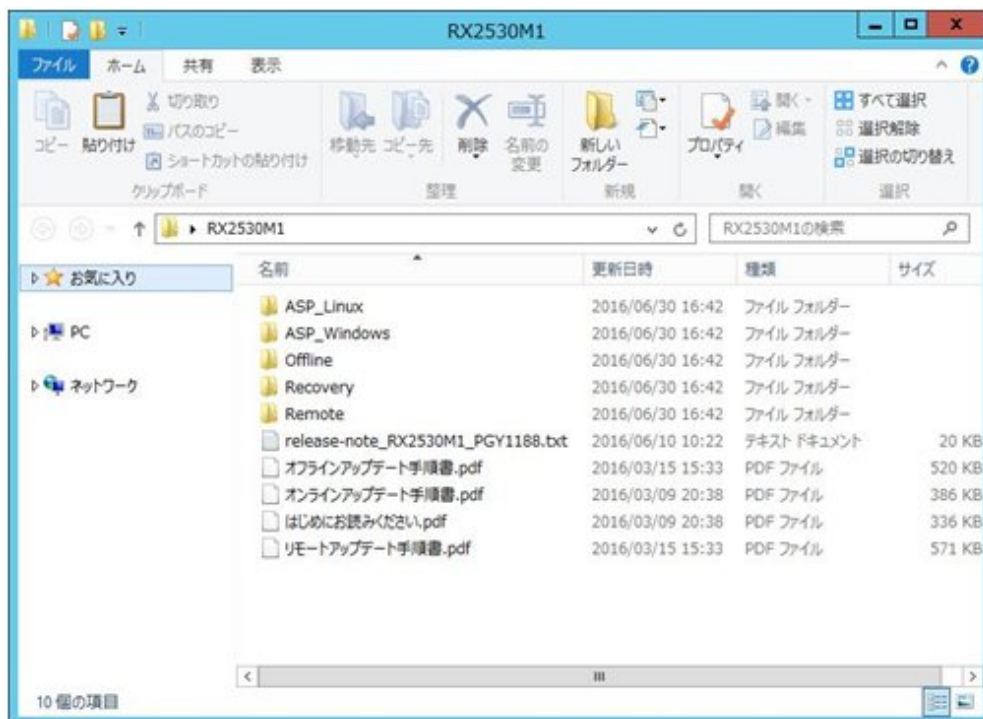 RX2530M1
ファイル ホーム 共有 表示
コピー 貼り付け 切り取り パスのコピー ショートカットの貼り付け
移動先 コピー先 削除 名前の変更
新しいフォルダー プロパティ 開く 編集
すべて選択 選択解除 選択の切り替え
クリップボード 整理 新規 開く 選択
RX2530M1 RX2530M1の検索
お気に入り
PC
ネットワーク
名前 更新日時 種類 サイズ
ASP_Linux 2016/06/30 16:42 ファイル フォルダー
ASP_Windows 2016/06/30 16:42 ファイル フォルダー
Offline 2016/06/30 16:42 ファイル フォルダー
Recovery 2016/06/30 16:42 ファイル フォルダー
Remote 2016/06/30 16:42 ファイル フォルダー
release-note_RX2530M1_PGY1188.txt 2016/06/10 10:22 テキスト ドキュメント 20 KB
オフラインアップデート手順書.pdf 2016/03/15 15:33 PDF ファイル 520 KB
オンラインアップデート手順書.pdf 2016/03/09 20:38 PDF ファイル 386 KB
はじめにお読みください.pdf 2016/03/09 20:38 PDF ファイル 336 KB
リモートアップデート手順書.pdf 2016/03/15 15:33 PDF ファイル 571 KB
10 個の項目